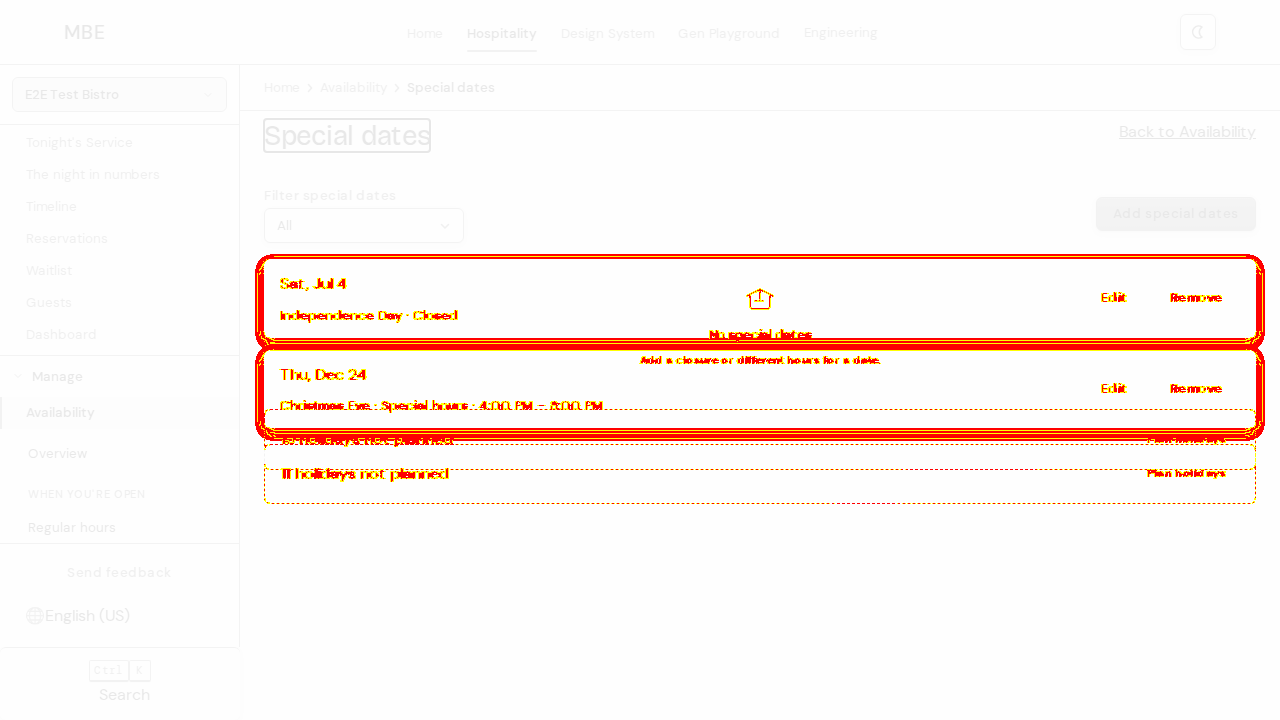 MBE
Home Hospitality Design System Gen Playground Engineering
E2E Test Bistro
Home Availability Special dates
Tonight's Service
The night in numbers
Timeline
Reservations
Waitlist
Guests
Dashboard
Manage
Availability
Overview
WHEN YOU'RE OPEN
Regular hours
Send feedback
English (US)
Ctrl K
Search
Special dates
Back to Availability
Filter special dates
All
Add special dates
Sat, Jul 4
Independence Day · Closed
Edit Remove
No special dates
Add a closure or different hours for a date.
Thu, Dec 24
Christmas Eve · Special hours · 4:00 PM –
Edit Remove
holidays not planned
Plan holidays